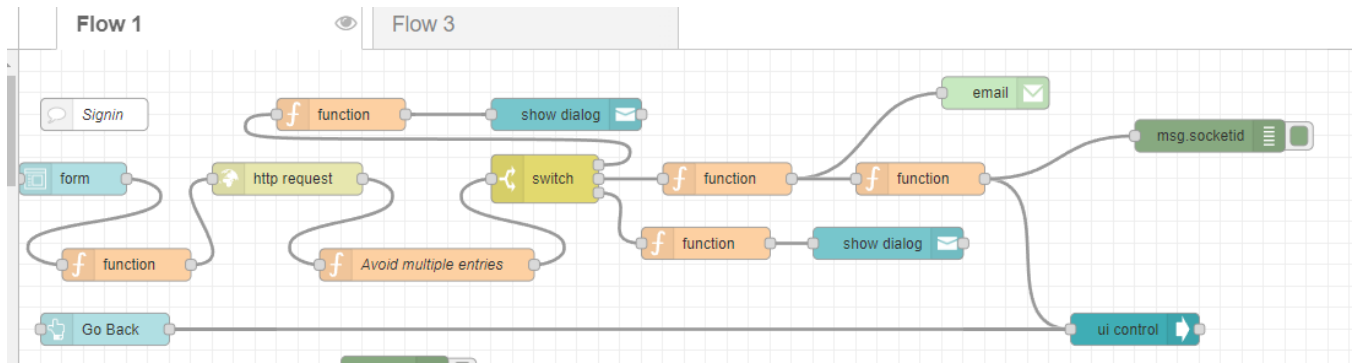 Flow 1
Flow 3
email
Signin
function
show dialog
msg.socketid
form
http request
switch
function
function
function
show dialog
function
Avoid multiple entries
Go Back
ui control